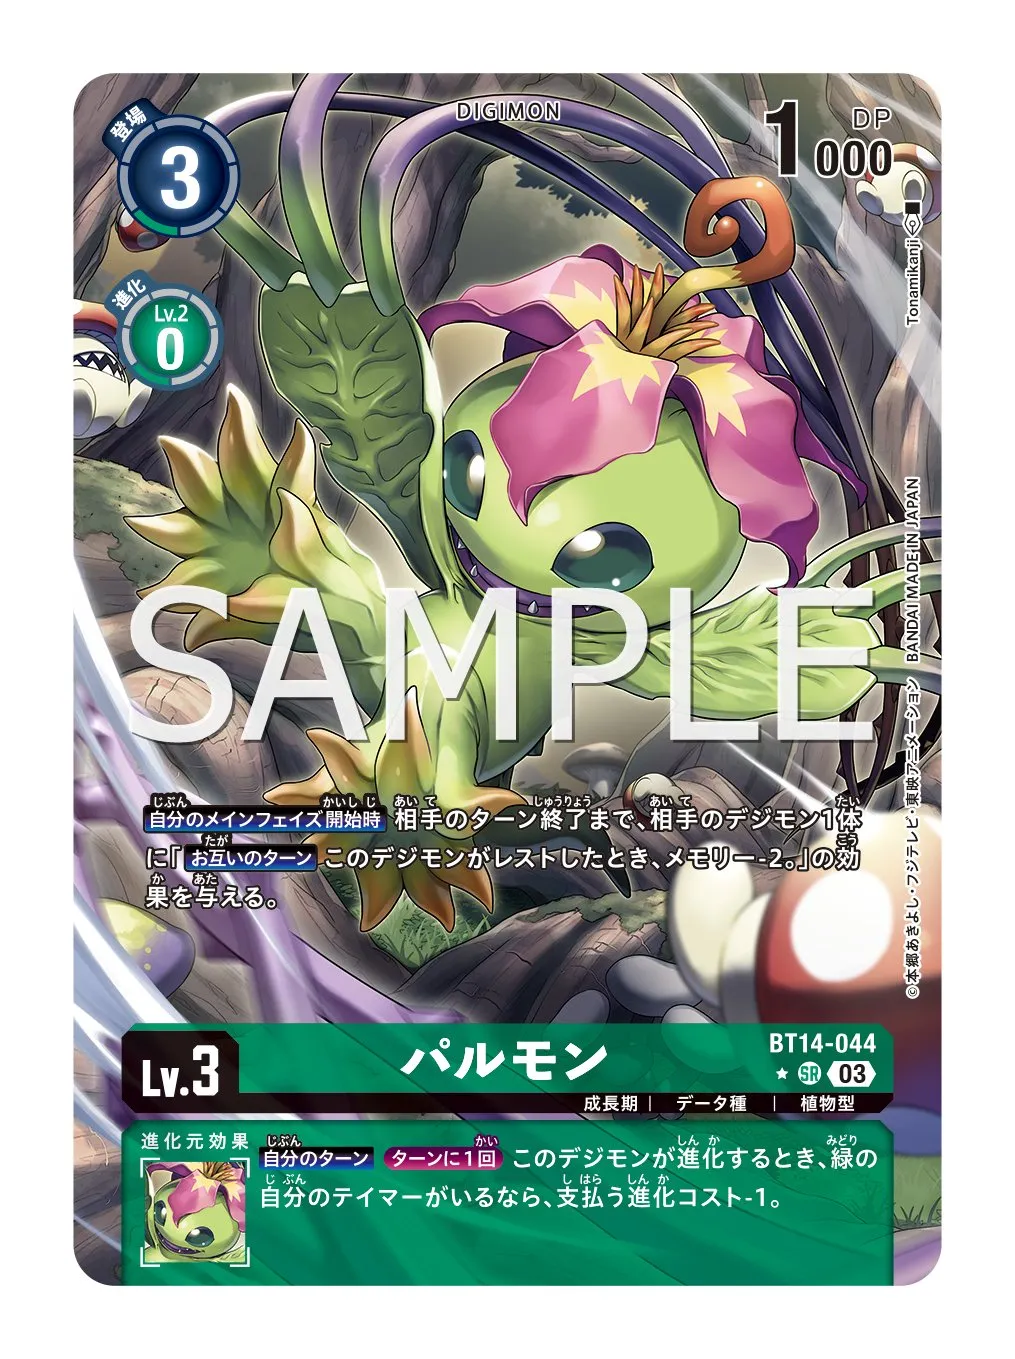 登場
3
DIGIMON
DP
1000
進化
Lv.2
0
Tonamikanji
BANDAI MADE IN JAPAN
©本郷あきよし・フジテレビ・東映アニメーション
SAMPLE
自分のメインフェイズ開始時 相手のターン終了まで、相手のデジモン1体
に「お互いのターン このデジモンがレストしたとき、メモリー-2。」の効
果を与える。
Lv.3
パルモン
BT14-044
★ SR 03
成長期 | データ種 | 植物型
進化元効果
自分のターン ターンに1回 このデジモンが進化するとき、緑の
自分のテイマーがいるなら、支払う進化コスト-1。